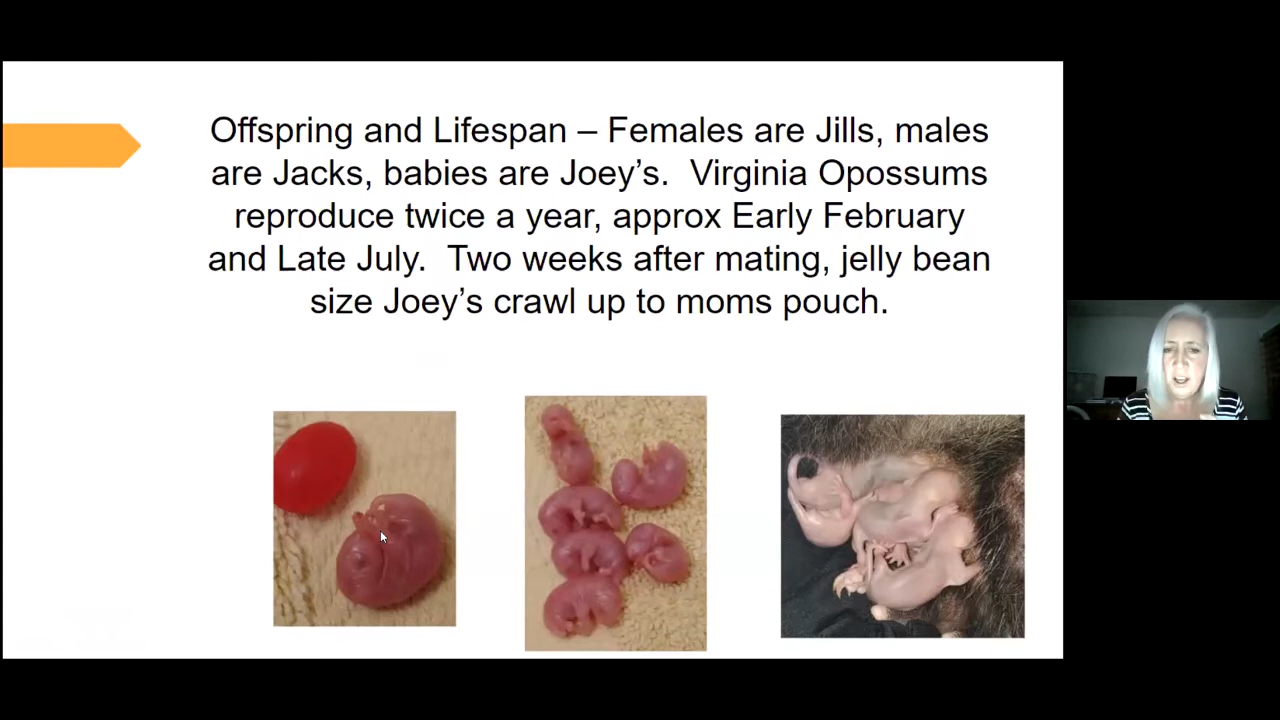 Offspring and Lifespan – Females are Jills, males
are Jacks, babies are Joey’s.  Virginia Opossums
reproduce twice a year, approx Early February
and Late July.  Two weeks after mating, jelly bean
size Joey’s crawl up to moms pouch.